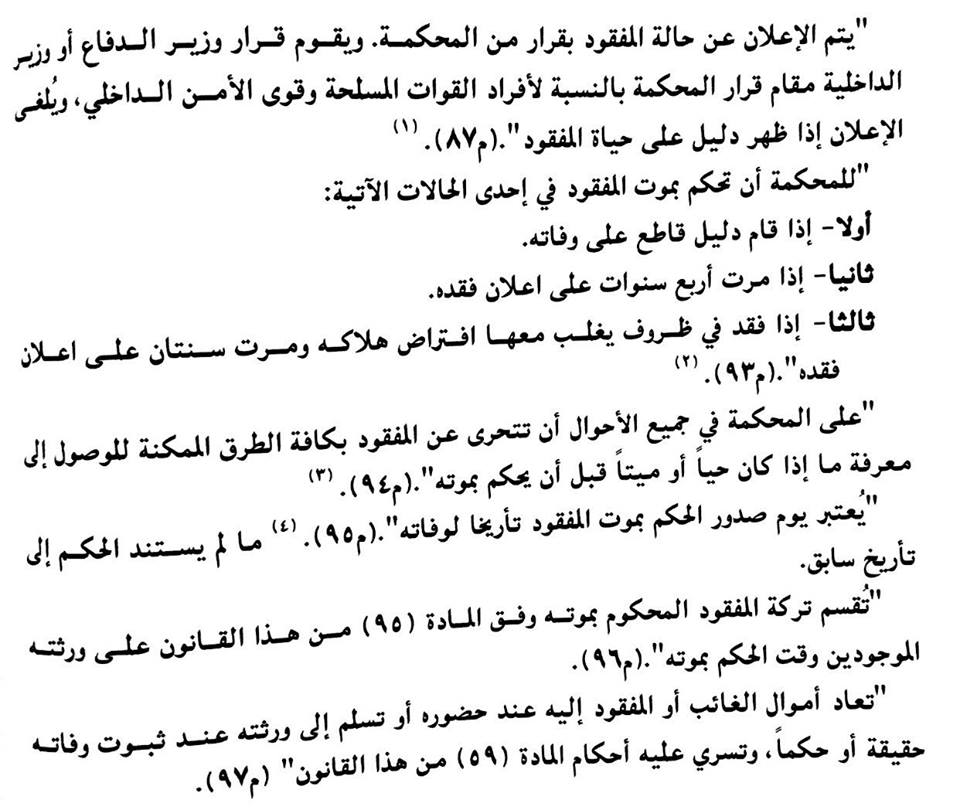 "يتم الإعلان عن حالة المفقود بقرار من المحكمة. ويقوم قرار وزير الدفاع أو وزير
الداخلية مقام قرار المحكمة بالنسبة لأفراد القوات المسلحة وقوى الأمن الداخلي، ويُلغى
الإعلان إذا ظهر دليل على حياة المفقود".(م٨٧). (١)
"للمحكمة أن تحكم بموت المفقود في إحدى الحالات الآتية:
أولا- إذا قام دليل قاطع على وفاته.
ثانيا- إذا مرت أربع سنوات على اعلان فقده.
ثالثا- إذا فقد في ظروف يغلب معها افتراض هلاكه ومرت سنتان على اعلان
فقده".(م٩٣). (٢)
"على المحكمة في جميع الأحوال أن تتحرى عن المفقود بكافة الطرق الممكنة للوصول إلى
معرفة ما إذا كان حياً أو ميتاً قبل أن يحكم بموته".(م٩٤). (٣)
"يُعتبر يوم صدور الحكم بموت المفقود تأريخا لوفاته".(م٩٥). (٤) ما لم يستند الحكم إلى
تأريخ سابق.
"تُقسم تركة المفقود المحكوم بموته وفق المادة (٩٥) من هذا القانون على ورثته
الموجودين وقت الحكم بموته".(م٩٦).
"تعاد أموال الغائب أو المفقود إليه عند حضوره أو تسلم إلى ورثته عند ثبوت وفاته
حقيقة أو حكماً، وتسري عليه أحكام المادة (٥٩) من هذا القانون" (م٩٧).